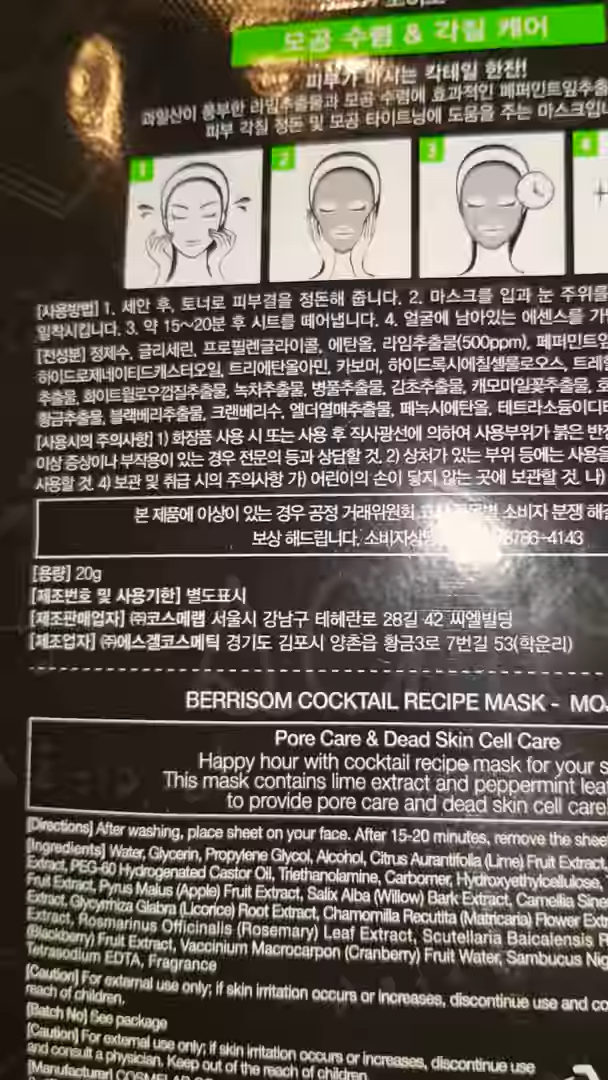 모공 수렴 & 각질 케어
피부가 마시는 칵테일 한잔!
과일산이 풍부한 라임추출물과 모공 수렴에 효과적인 페퍼민트잎추출
피부 각질 정돈 및 모공 타이트닝에 도움을 주는 마스크입니
1
2
3
4
[사용방법] 1. 세안 후, 토너로 피부결을 정돈해 줍니다. 2. 마스크를 입과 눈 주위를
밀착시킵니다. 3. 약 15~20분 후 시트를 떼어냅니다. 4. 얼굴에 남아있는 에센스를 가
[전성분] 정제수, 글리세린, 프로필렌글라이콜, 에탄올, 라임추출물(500ppm), 페퍼민트잎
하이드로제네이티드캐스터오일, 트리에탄올아민, 카보머, 하이드록시에칠셀룰로오스, 트레할
추출물, 화이트윌로우껍질추출물, 녹차추출물, 병풀추출물, 감초추출물, 캐모마일꽃추출물, 로
황금추출물, 블랙베리추출물, 크랜베리수, 엘더열매추출물, 페녹시에탄올, 테트라소듐이디티
[사용시의 주의사항] 1) 화장품 사용 시 또는 사용 후 직사광선에 의하여 사용부위가 붉은 반점
이상 증상이나 부작용이 있는 경우 전문의 등과 상담할 것. 2) 상처가 있는 부위 등에는 사용을
사용할 것. 4) 보관 및 취급 시의 주의사항 가) 어린이의 손이 닿지 않는 곳에 보관할 것. 나)
본 제품에 이상이 있는 경우 공정 거래위원회 소비자 분쟁 해결
보상 해드립니다. 8786-4143
[용량] 20g
[제조번호 및 사용기한] 별도표시
[제조판매업자] ㈜코스메랩 서울시 강남구 테헤란로 28길 42 씨엘빌딩
[제조업자] ㈜에스겔코스메틱 경기도 김포시 양촌읍 황금3로 7번길 53(학운리)
BERRISOM COCKTAIL RECIPE MASK - MOJ
Pore Care & Dead Skin Cell Care
Happy hour with cocktail recipe mask for your s
This mask contains lime extract and peppermint leaf
to provide pore care and dead skin cell care
[Directions] After washing, place sheet on your face. After 15-20 minutes, remove the shee
[Ingredients] Water, Glycerin, Propylene Glycol, Alcohol, Citrus Aurantifolia (Lime) Fruit Extract,
Extract, PEG-60 Hydrogenated Castor Oil, Triethanolamine, Carbomer, Hydroxyethylcellulose,
Fruit Extract, Pyrus Malus (Apple) Fruit Extract, Salix Alba (Willow) Bark Extract, Camellia Sine
Extract, Glycyrrhiza Glabra (Licorice) Root Extract, Chamomilla Recutita (Matricaria) Flower Extr
Extract, Rosmarinus Officinalis (Rosemary) Leaf Extract, Scutellaria Baicalensis R
(Blackberry) Fruit Extract, Vaccinium Macrocarpon (Cranberry) Fruit Water, Sambucus Nig
Tetrasodium EDTA, Fragrance
[Caution] For external use only; if skin irritation occurs or increases, discontinue use and co
reach of children.
[Batch No] See package
[Caution] For external use only; if skin irritation occurs or increases, discontinue use
and consult a physician. Keep out of the reach of children
[Manufacturer] COSMELAB CO